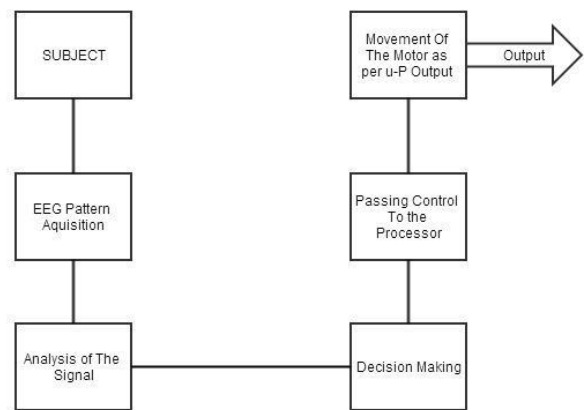 SUBJECT
EEG Pattern
Aquisition
Analysis of The
Signal
Decision Making
Passing Control
To the
Processor
Movement Of
The Motor as
per u-P Output
Output